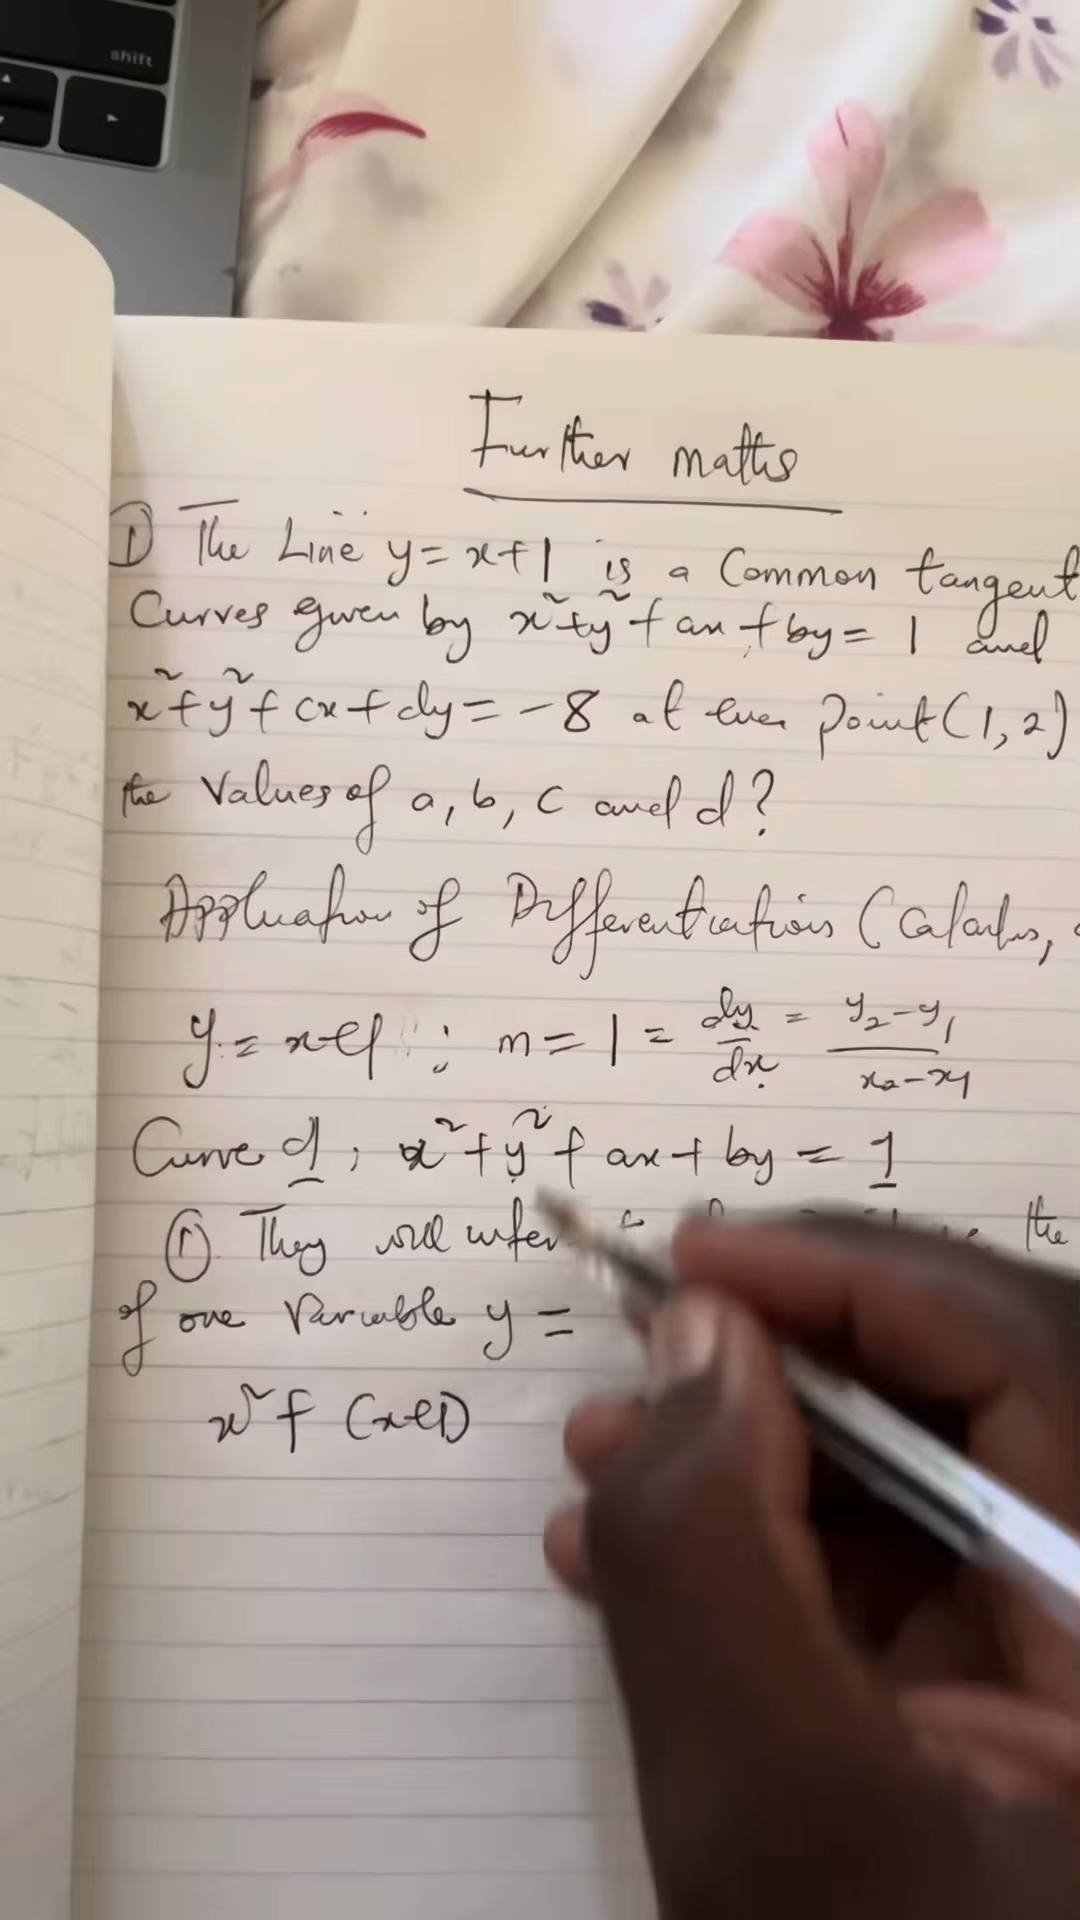 shift
Further maths
① The Line y = x+1 is a Common tangent
Curves given by x²+y²+ax+by = 1 and
x²+y²+cx+dy = -8 at point (1, 2)
the Values of a, b, c and d?
Application of Differentiation (Calculus,
y = x+1 ; m = 1 = dy/dx = y₂-y₁/x₂-x₁
Curve 1; x²+y²+ax+by = 1
① They will the
of one Variable y =
x² + (x+1)